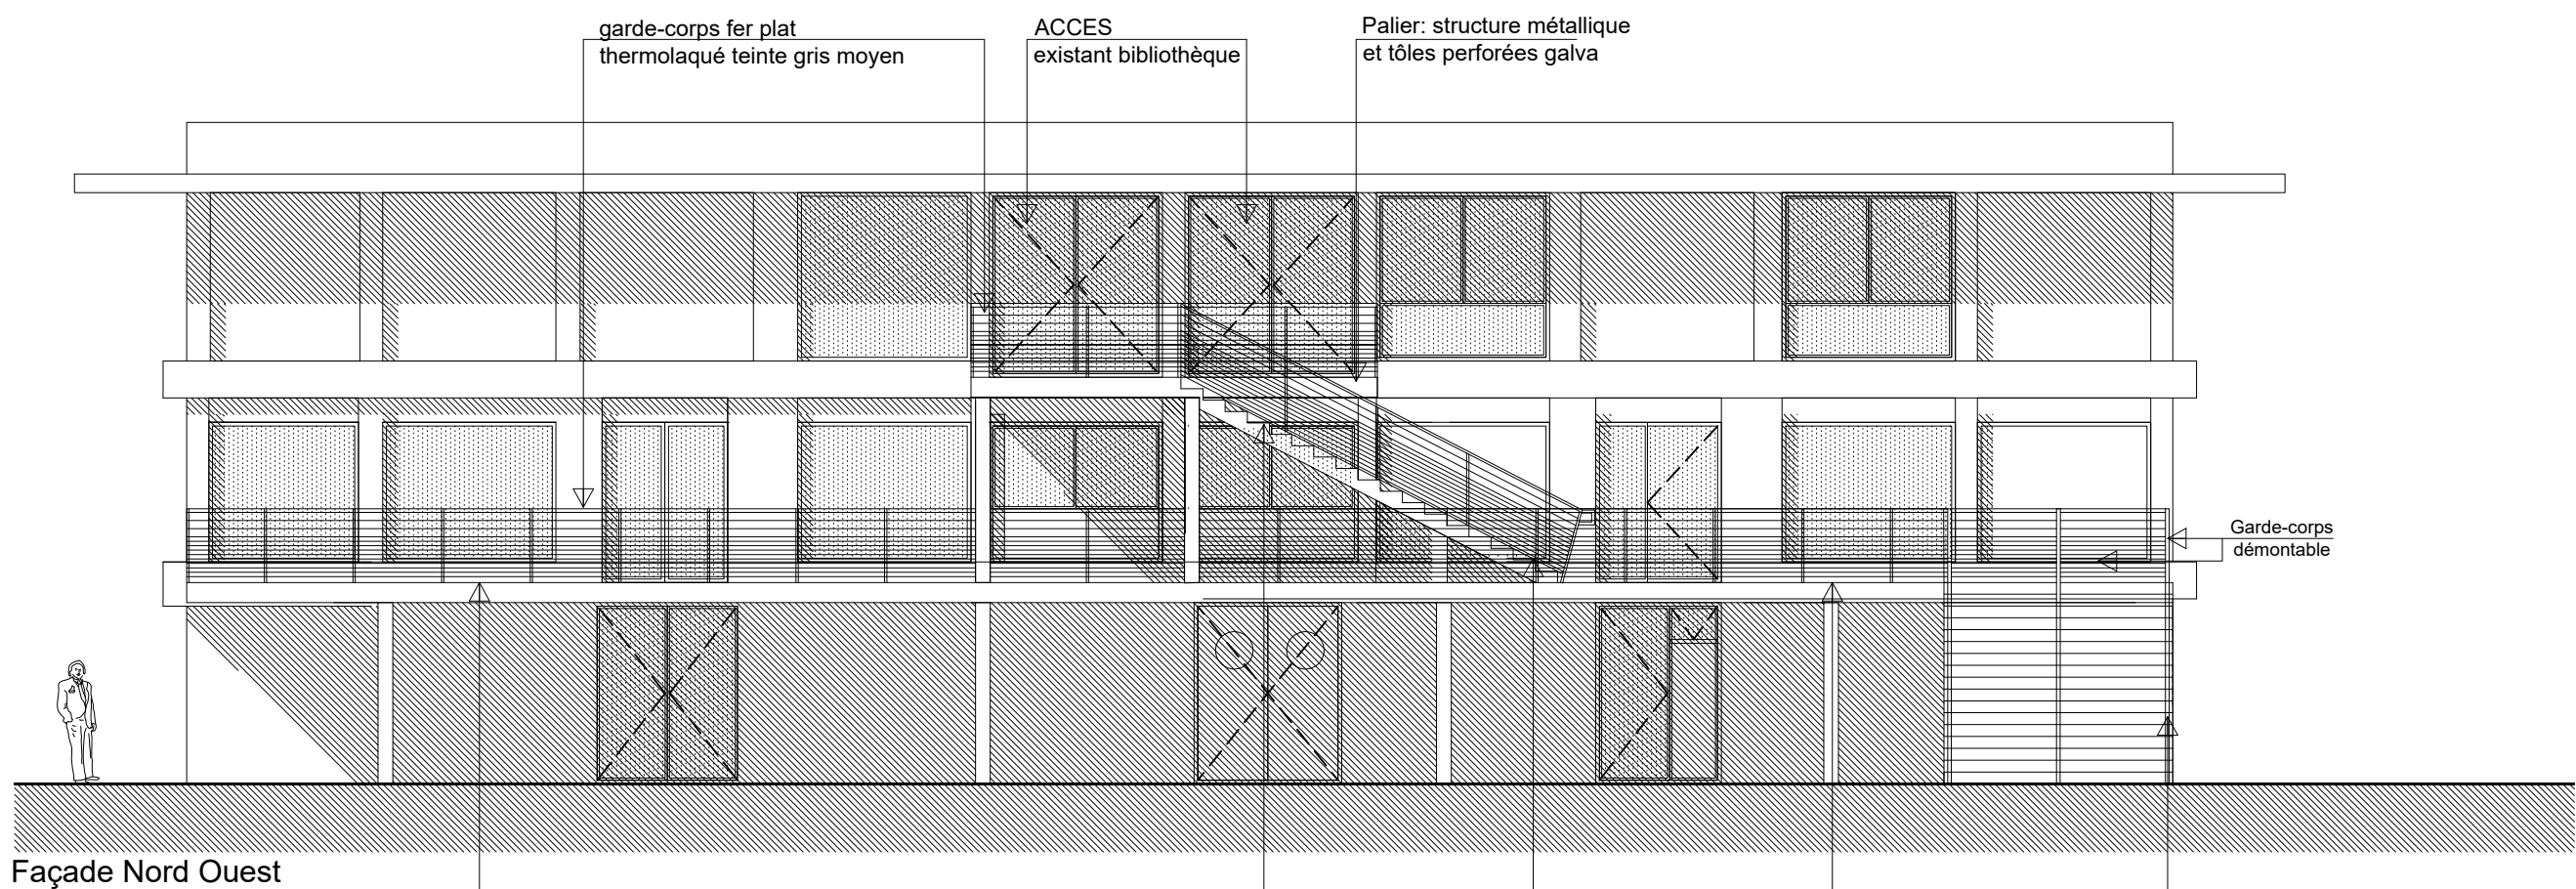 garde-corps fer plat
thermolaqué teinte gris moyen
ACCES
existant bibliothèque
Palier: structure métallique
et tôles perforées galva
Garde-corps
démontable
Façade Nord Ouest